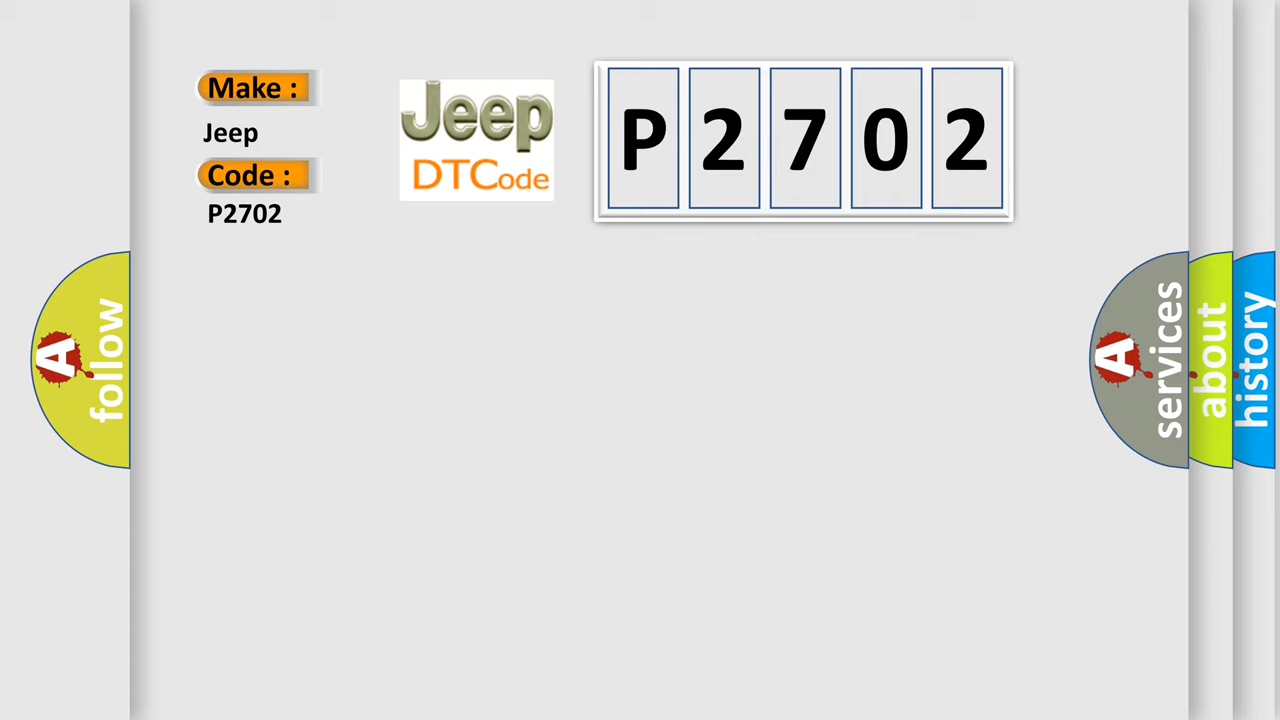 Make :
Jeep
Code :
P2702
Jeep
DTCode
P 2 7 0 2
A follow
A services
about
history